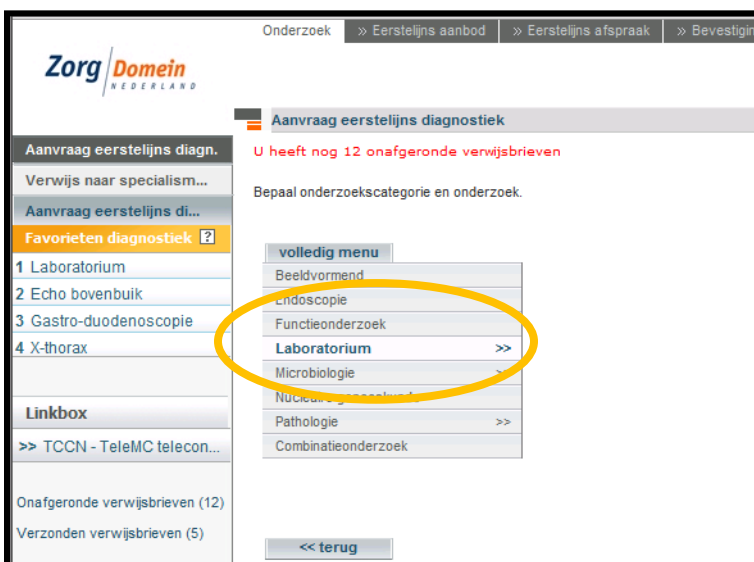 Onderzoek
» Eerstelijns aanbod
» Eerstelijns afspraak
» Bevestigin
Zorg Domein
NEDERLAND
Aanvraag eerstelijns diagnostiek
Aanvraag eerstelijns diagn.
U heeft nog 12 onafgeronde verwijsbrieven
Verwijs naar specialism...
Bepaal onderzoekscategorie en onderzoek.
Aanvraag eerstelijns di...
Favorieten diagnostiek ?
1 Laboratorium
2 Echo bovenbuik
3 Gastro-duodenoscopie
4 X-thorax
volledig menu
Beeldvormend
Endoscopie
Functieonderzoek
Laboratorium >>
Microbiologie >>
Pathologie >>
Combinatieonderzoek
Linkbox
>> TCCN - TeleMC telecon...
Onafgeronde verwijsbrieven (12)
Verzonden verwijsbrieven (5)
<< terug